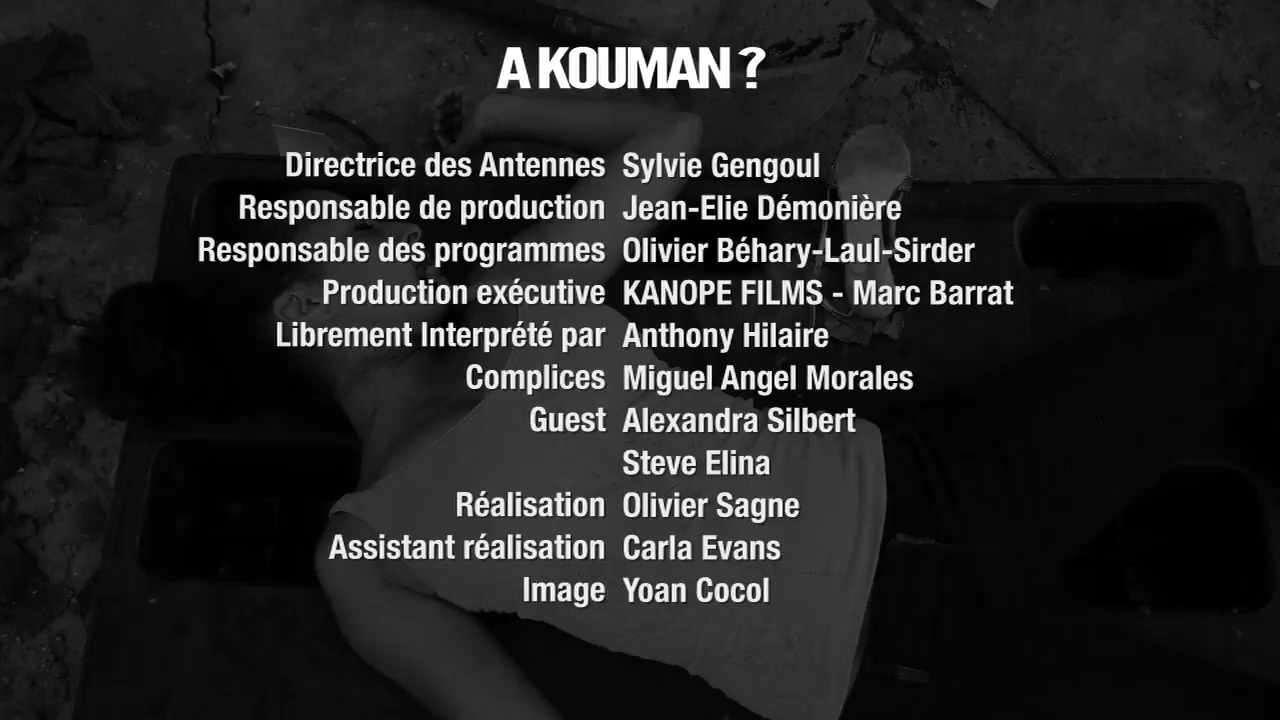 A KOUMAN ?
Directrice des Antennes Sylvie Gengoul
Responsable de production Jean-Elie Démonière
Responsable des programmes Olivier Béhary-Laul-Sirder
Production exécutive KANOPE FILMS - Marc Barrat
Librement Interprété par Anthony Hilaire
Complices Miguel Angel Morales
Guest Alexandra Silbert
Steve Elina
Réalisation Olivier Sagne
Assistant réalisation Carla Evans
Image Yoan Cocol